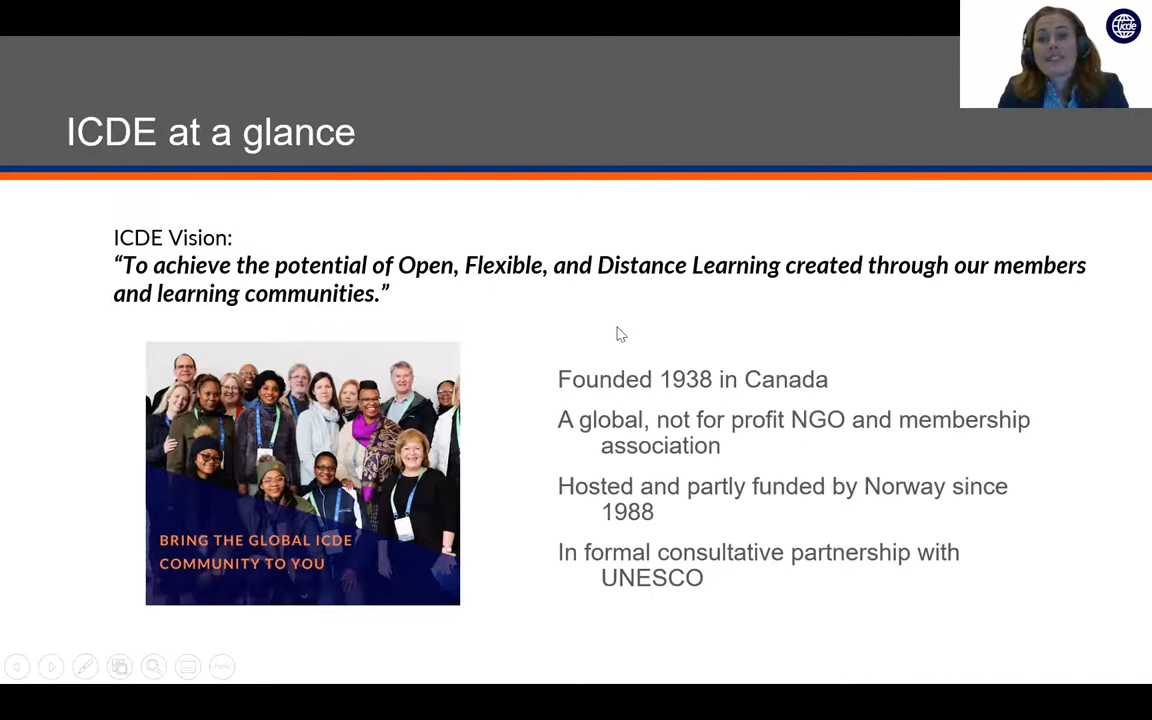 icde
ICDE at a glance
ICDE Vision:
“To achieve the potential of Open, Flexible, and Distance Learning created through our members
and learning communities.”
BRING THE GLOBAL ICDE
COMMUNITY TO YOU
Founded 1938 in Canada
A global, not for profit NGO and membership
association
Hosted and partly funded by Norway since
1988
In formal consultative partnership with
UNESCO